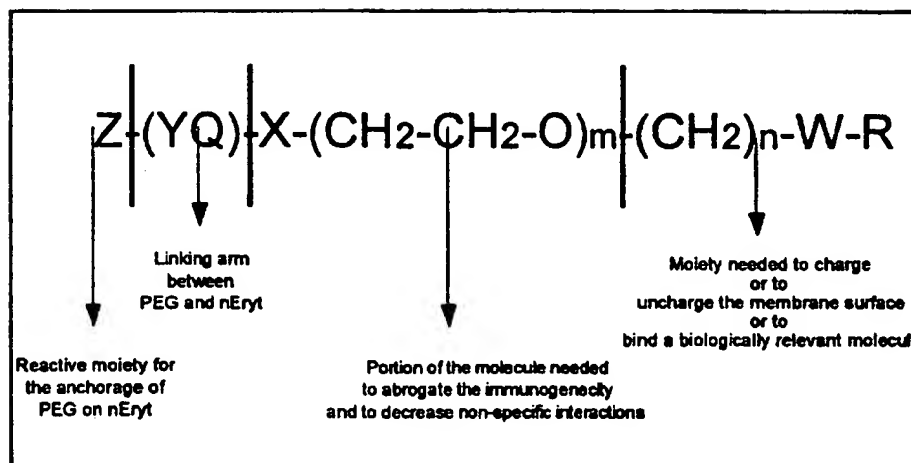 Z-(YQ)-X-(CH2-CH2-O)m-(CH2)n-W-R
Linking arm
between
PEG and nEryt
Moiety needed to charge
or to
uncharge the membrane surface
or to
bind a biologically relevant molecul
Reactive moiety for
the anchorage of
PEG on nEryt
Portion of the molecule needed
to abrogate the immunogenecity
and to decrease non-specific interactions